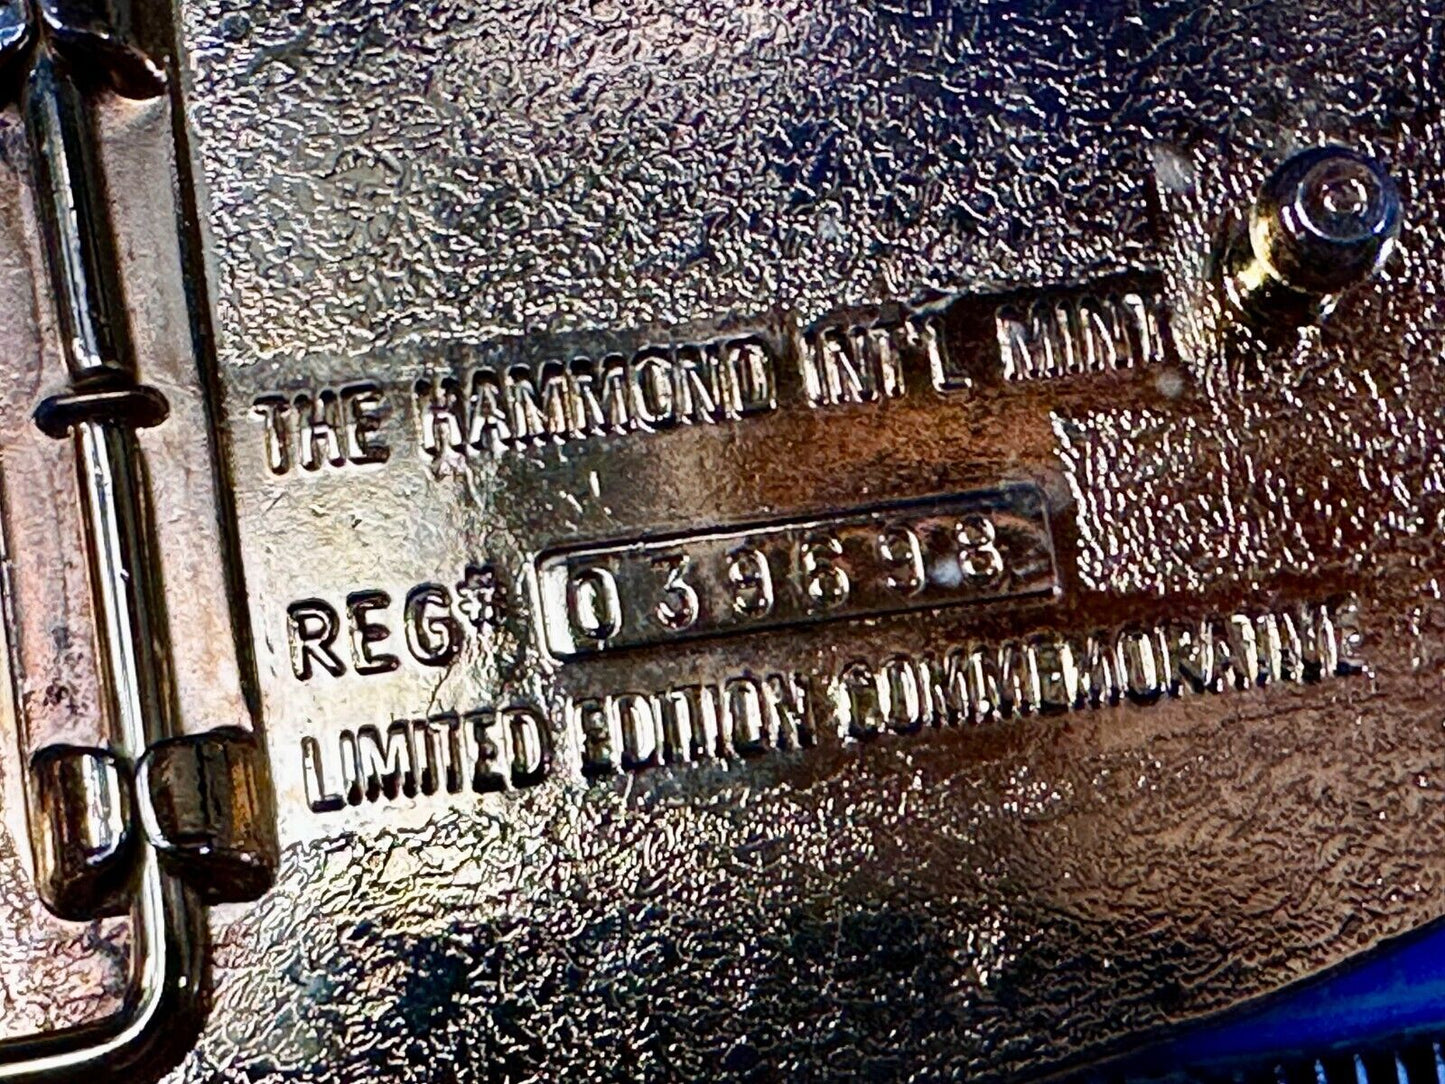 THE HAMMOND INT'L MINT
REG# 039698
LIMITED EDITION COMMEMORATIVE